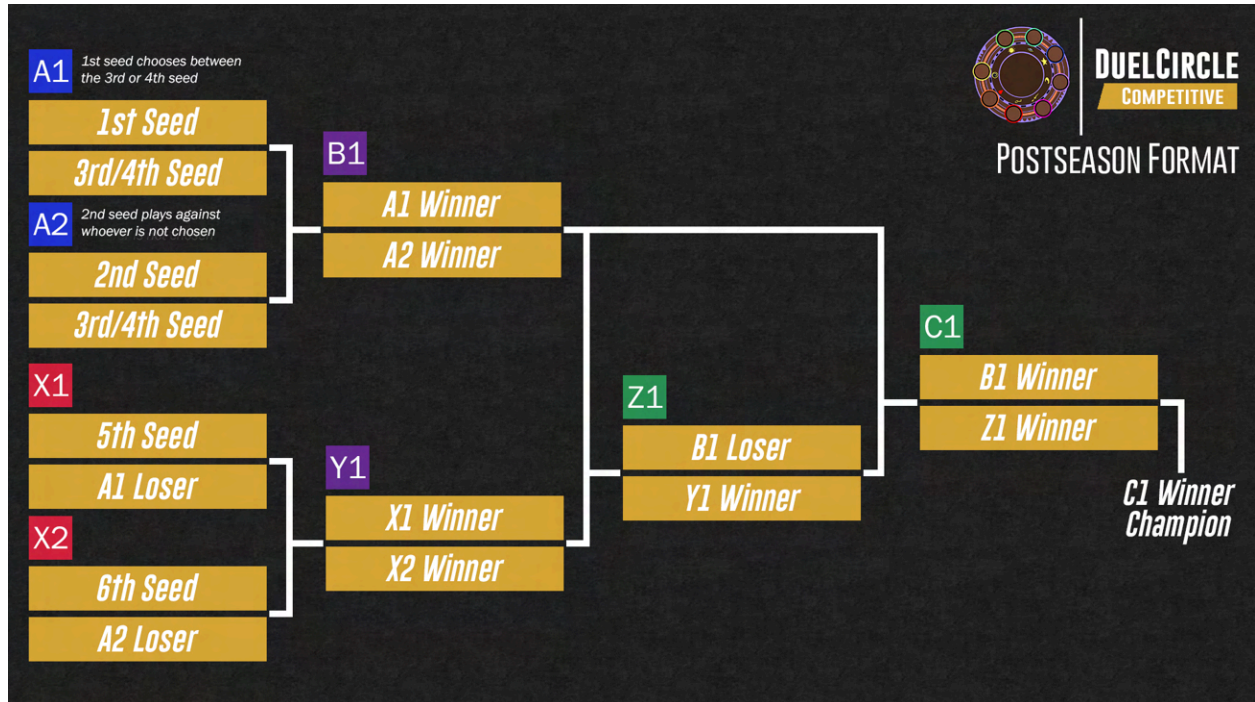 A1
1st seed chooses between
the 3rd or 4th seed
1st Seed
3rd/4th Seed
A2
2nd seed plays against
whoever is not chosen
2nd Seed
3rd/4th Seed
X1
5th Seed
A1 Loser
X2
6th Seed
A2 Loser
B1
A1 Winner
A2 Winner
Y1
X1 Winner
X2 Winner
Z1
B1 Loser
Y1 Winner
C1
B1 Winner
Z1 Winner
C1 Winner
Champion
DUELCIRCLE
COMPETITIVE
POSTSEASON FORMAT